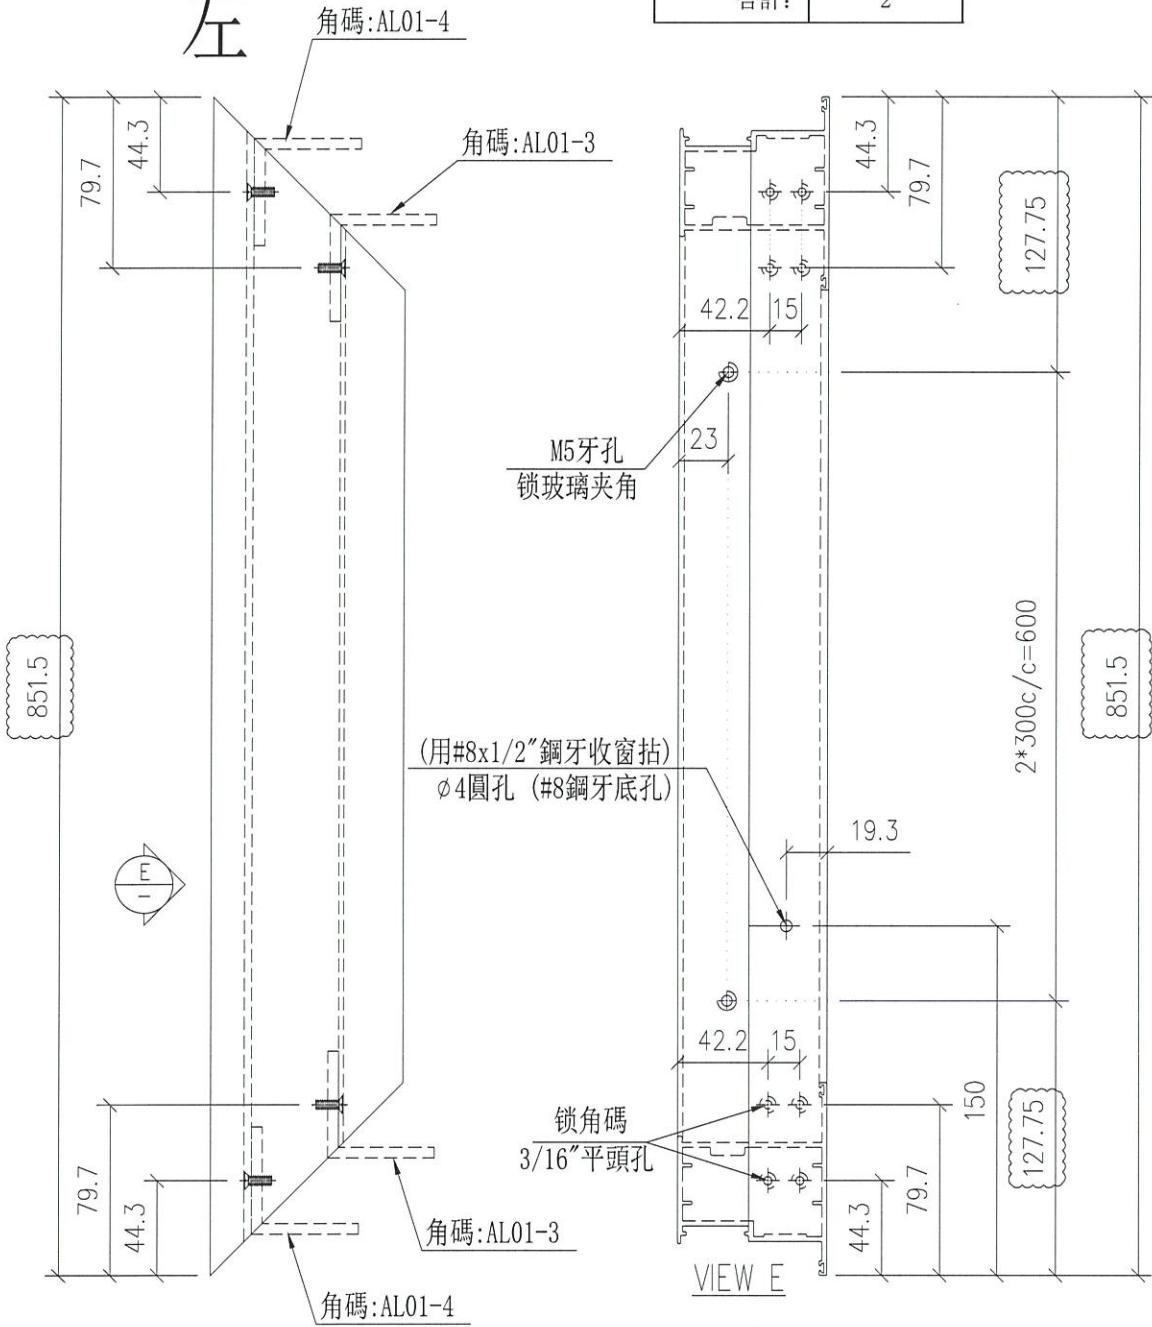 左
合計: 2
角碼:AL01-4
角碼:AL01-3
44.3
79.7
851.5
44.3
79.7
127.75
42.2 15
23
M5牙孔
锁玻璃夹角
2*300c/c=600
851.5
(用#8x1/2"鋼牙收窗拈)
ø4圓孔 (#8鋼牙底孔)
19.3
E
-
42.2 15
150
127.75
锁角碼
3/16"平頭孔
79.7
44.3
79.7
44.3
角碼:AL01-3
角碼:AL01-4
VIEW E